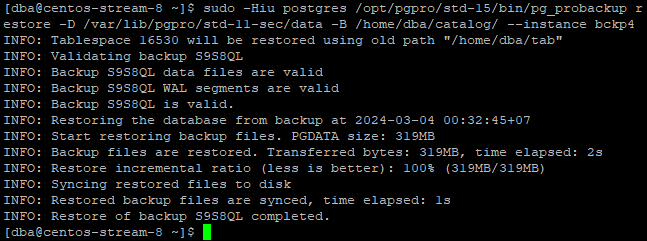 [dba@centos-stream-8 ~]$ sudo -Hiu postgres /opt/pgpro/std-15/bin/pg_probackup r
estore -D /var/lib/pgpro/std-11-sec/data -B /home/dba/catalog/ --instance bckp4
INFO: Tablespace 16530 will be restored using old path "/home/dba/tab"
INFO: Validating backup S9S8QL
INFO: Backup S9S8QL data files are valid
INFO: Backup S9S8QL WAL segments are valid
INFO: Backup S9S8QL is valid.
INFO: Restoring the database from backup at 2024-03-04 00:32:45+07
INFO: Start restoring backup files. PGDATA size: 319MB
INFO: Backup files are restored. Transfered bytes: 319MB, time elapsed: 2s
INFO: Restore incremental ratio (less is better): 100% (319MB/319MB)
INFO: Syncing restored files to disk
INFO: Restored backup files are synced, time elapsed: 1s
INFO: Restore of backup S9S8QL completed.
[dba@centos-stream-8 ~]$